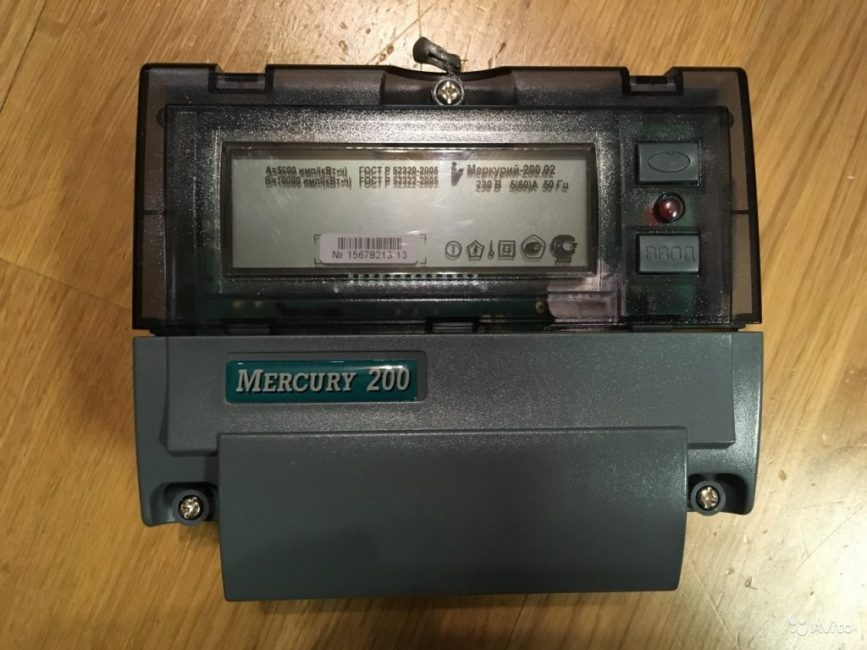 A=5000 имп/(кВт•ч) ГОСТ Р 52320-2005 Меркурий-200.02
B=10000 имп/(кВт•ч) ГОСТ Р 52322-2005 230 В 5(60)А 50 Гц
№ 15678213-13
ВВОД
MERCURY 200
Avito